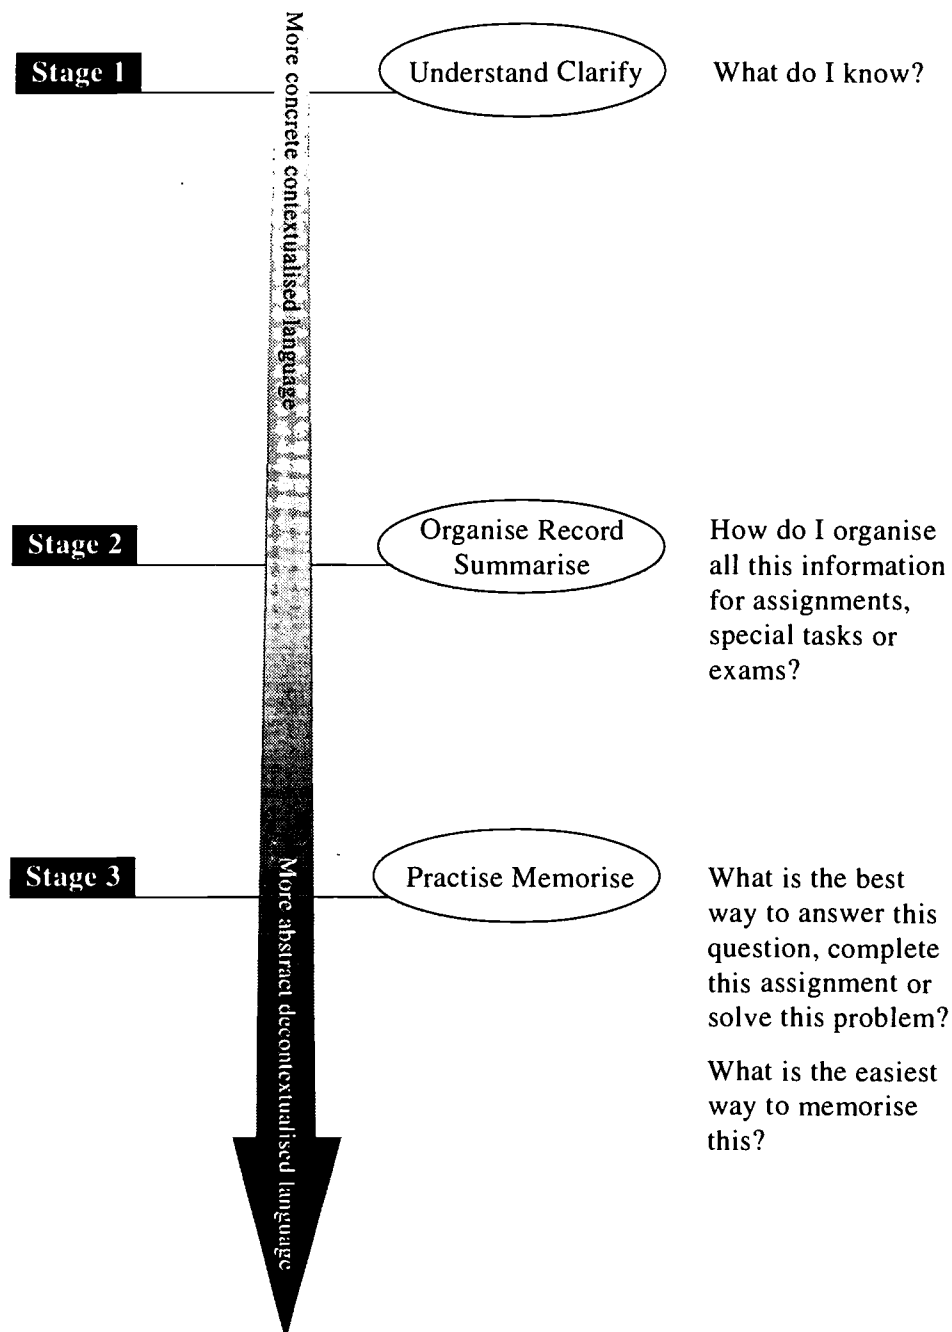 More concrete contextualised language
Stage 1
Understand Clarify
What do I know?
Stage 2
Organise Record
Summarise
How do I organise
all this information
for assignments,
special tasks or
exams?
Stage 3
Practise Memorise
What is the best
way to answer this
question, complete
this assignment or
solve this problem?
What is the easiest
way to memorise
this?
More abstract decontextualised language